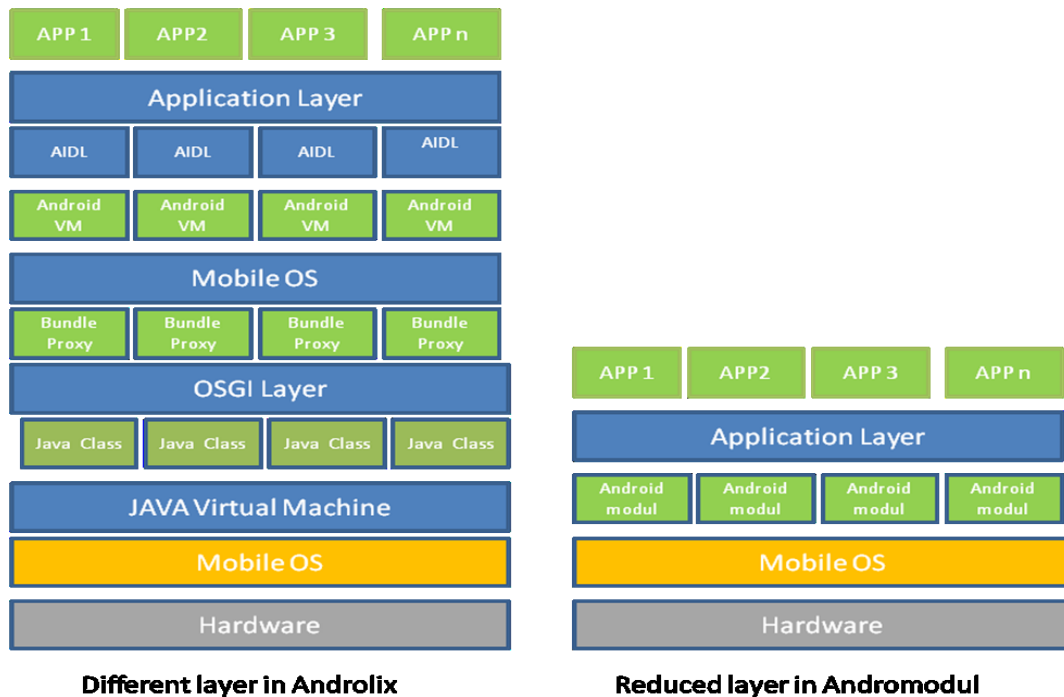 APP 1 APP2 APP 3 APP n
Application Layer
AIDL AIDL AIDL AIDL
Android VM Android VM Android VM Android VM
Mobile OS
Bundle Proxy Bundle Proxy Bundle Proxy Bundle Proxy
OSGI Layer
Java Class Java Class Java Class Java Class
JAVA Virtual Machine
Mobile OS
Hardware
Different layer in Androlix
APP 1 APP2 APP 3 APP n
Application Layer
Android modul Android modul Android modul Android modul
Mobile OS
Hardware
Reduced layer in Andromodul